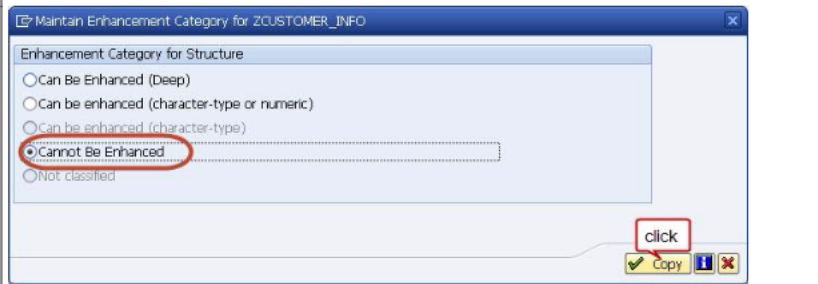 Maintain Enhancement Category for ZCUSTOMER_INFO
Enhancement Category for Structure
Can Be Enhanced (Deep)
Can be enhanced (character-type or numeric)
Can be enhanced (character-type)
Cannot Be Enhanced
Not classified
click
Copy